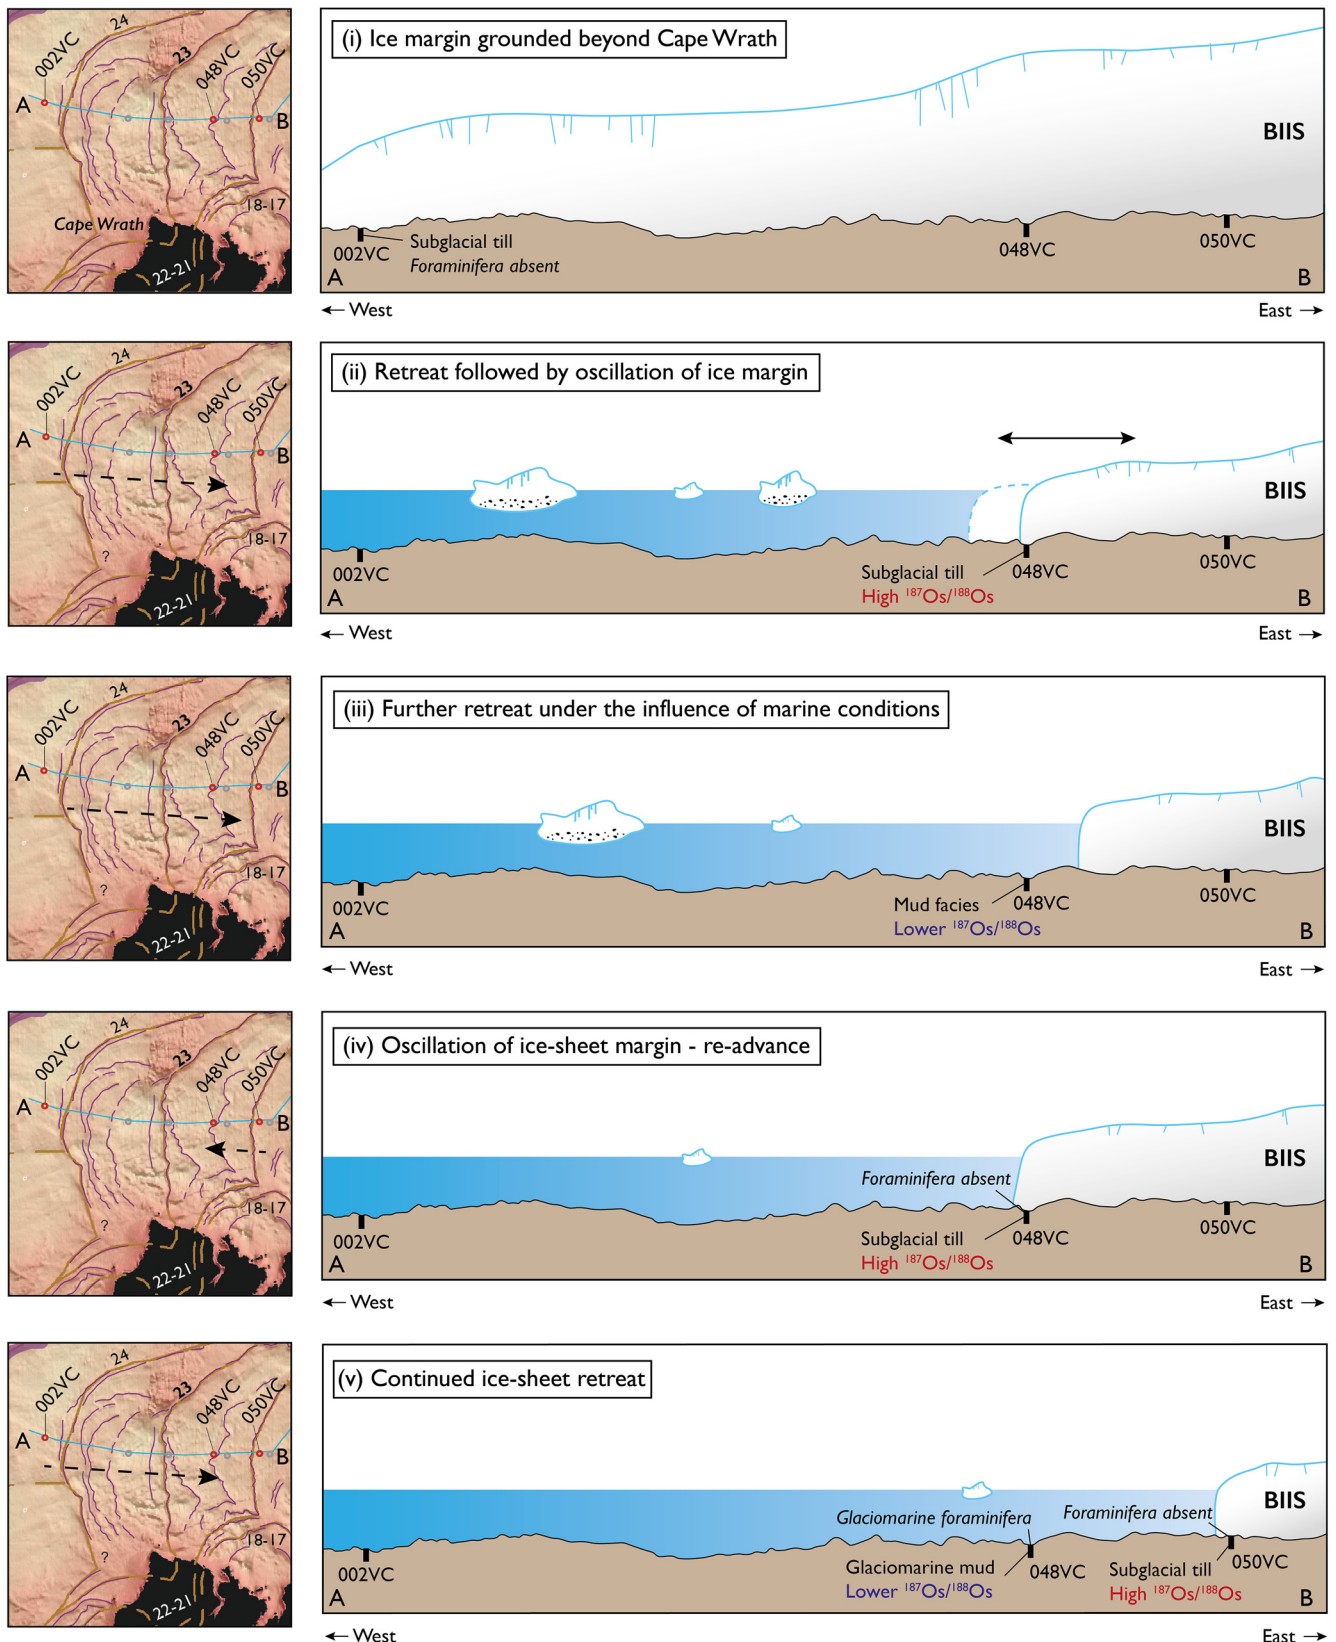 24
002VC
23
048VC
050VC
A
B
18-17
Cape Wrath
22-21
(i) Ice margin grounded beyond Cape Wrath
BIIS
002VC
Subglacial till
Foraminifera absent
048VC
050VC
A
B
← West
East →
24
002VC
23
048VC
050VC
A
B
18-17
?
22-21
(ii) Retreat followed by oscillation of ice margin
BIIS
002VC
Subglacial till
High ¹⁸⁷Os/¹⁸⁸Os
048VC
050VC
A
B
← West
East →
24
002VC
23
048VC
050VC
A
B
18-17
?
22-21
(iii) Further retreat under the influence of marine conditions
BIIS
002VC
Mud facies
Lower ¹⁸⁷Os/¹⁸⁸Os
048VC
050VC
A
B
← West
East →
24
002VC
23
048VC
050VC
A
B
18-17
?
22-21
(iv) Oscillation of ice-sheet margin - re-advance
BIIS
Foraminifera absent
002VC
Subglacial till
High ¹⁸⁷Os/¹⁸⁸Os
048VC
050VC
A
B
← West
East →
24
002VC
23
048VC
050VC
A
B
18-17
?
22-21
(v) Continued ice-sheet retreat
BIIS
Glaciomarine foraminifera
Foraminifera absent
002VC
Glaciomarine mud
Lower ¹⁸⁷Os/¹⁸⁸Os
048VC
Subglacial till
High ¹⁸⁷Os/¹⁸⁸Os
050VC
A
B
← West
East →